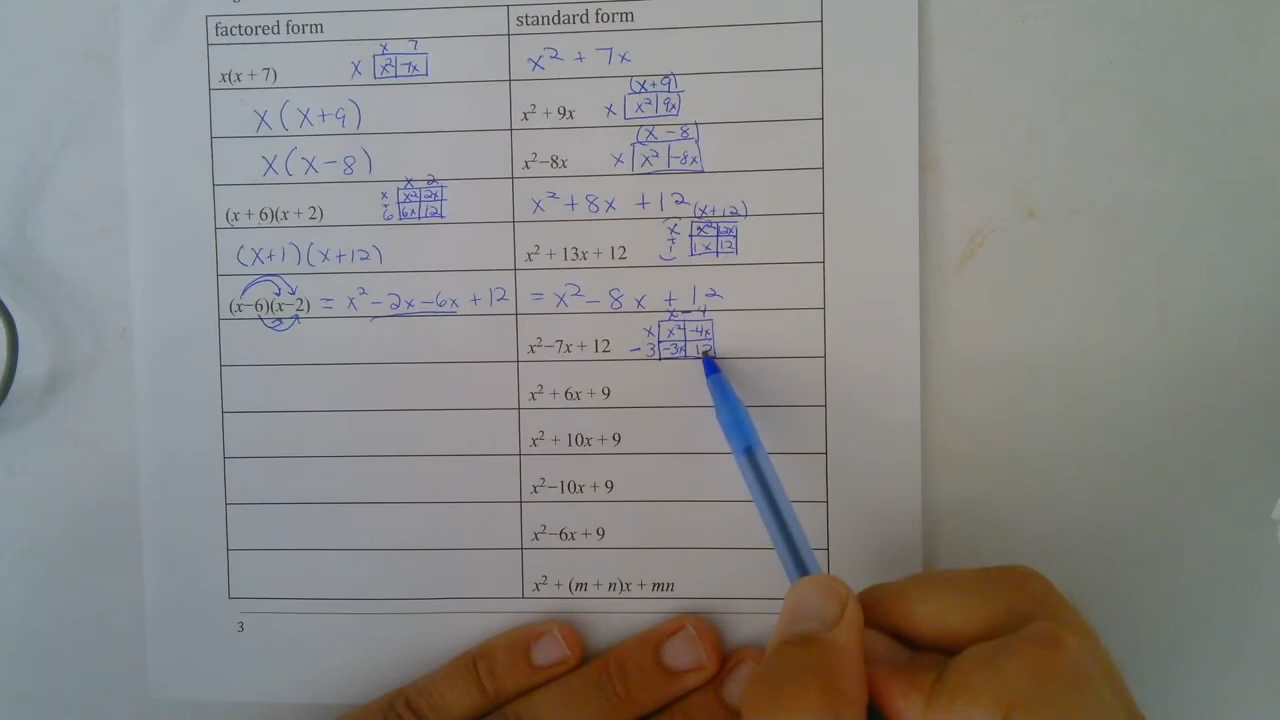 factored form standard form
x 7
x(x + 7) x x² 7x x² + 7x
(x+9)
x(x+9) x² + 9x x x² 9x
(x - 8)
x(x-8) x²−8x x x² -8x
x 2
x x² 2x
(x + 6)(x + 2) 6 6x 12 x² + 8x + 12
(x+12)
x x² 12x
(x+1)(x+12) x² + 13x + 12 + 1 1x 12
(x−6)(x−2) = x² - 2x - 6x + 12 = x² - 8x + 12
x - 4
x x² -4x
x²−7x + 12 - 3 -3x 12
x² + 6x + 9
x² + 10x + 9
x²−10x + 9
x²−6x + 9
x² + (m + n)x + mn
3